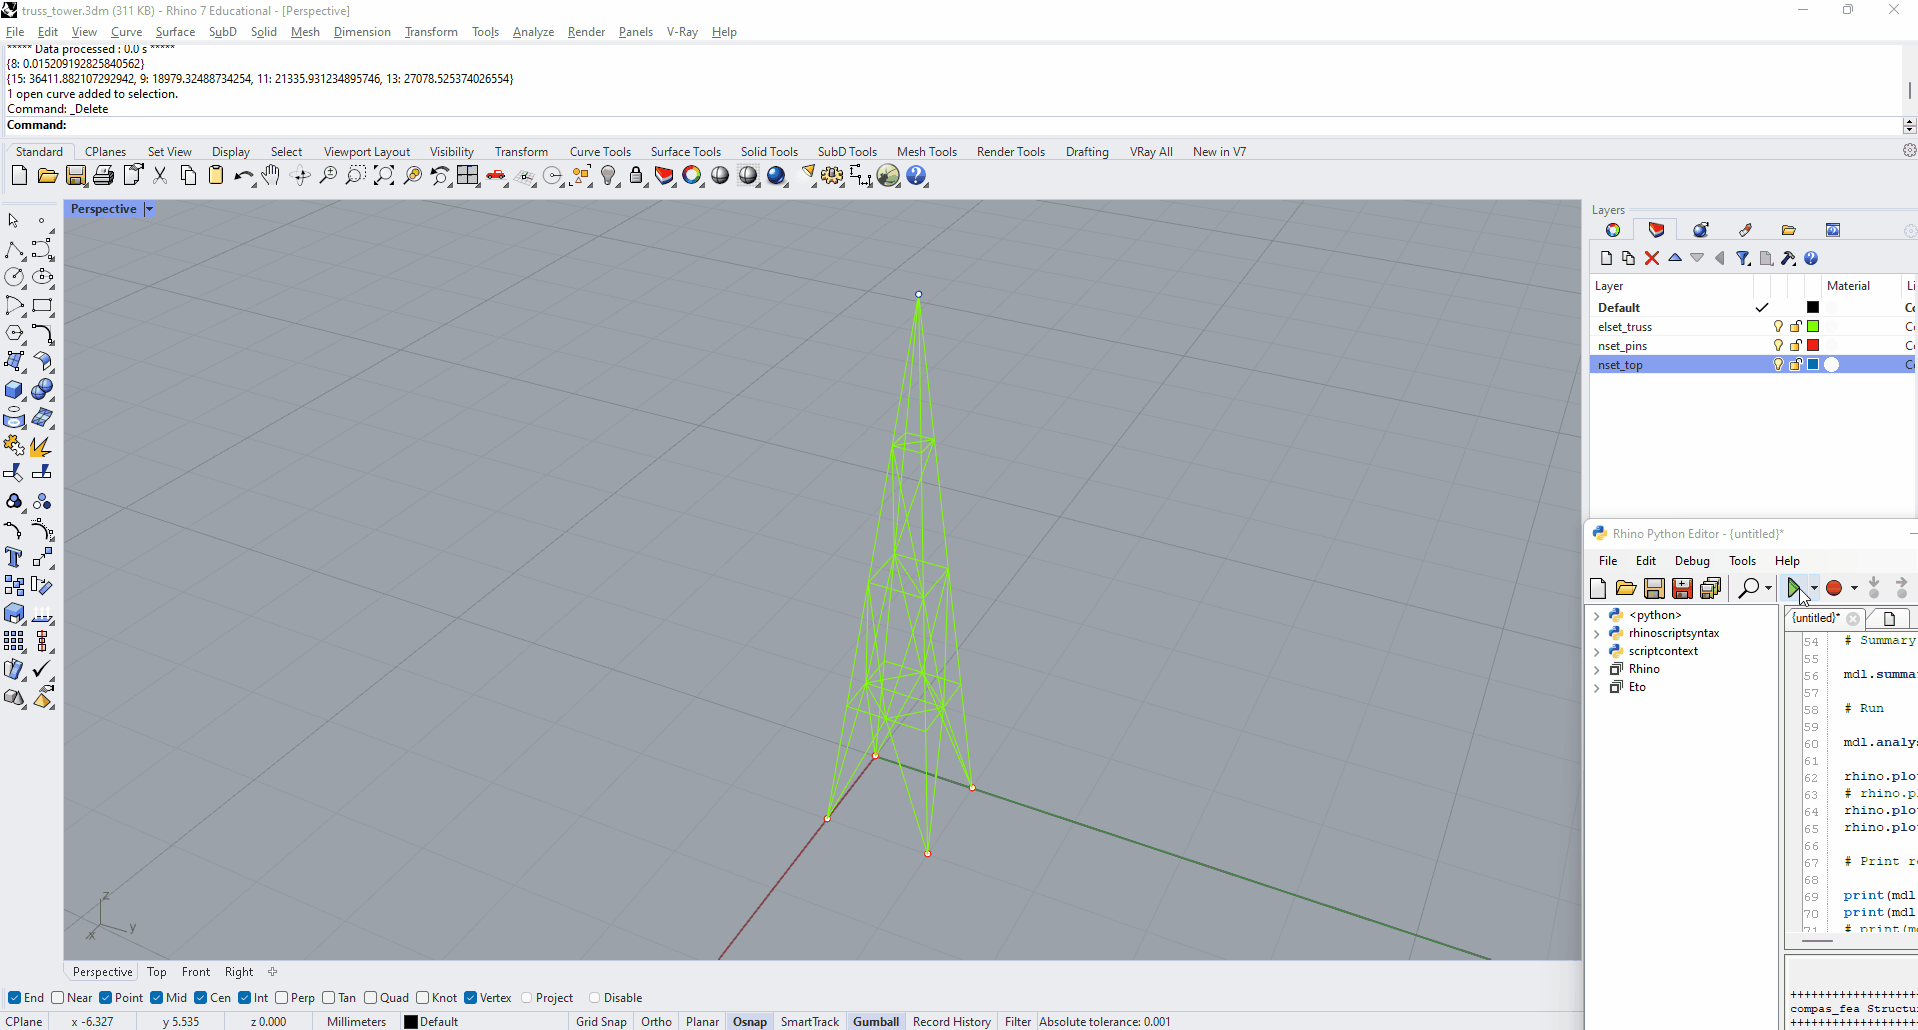 truss_tower.3dm (311 KB) - Rhino 7 Educational - [Perspective]
File Edit View Curve Surface SubD Solid Mesh Dimension Transform Tools Analyze Render Panels V-Ray Help
***** Data processed : 0.0 s *****
{8: 0.015209192825840562}
{15: 36411.882107292942, 9: 18979.32488734254, 11: 21335.931234895746, 13: 27078.525374026554}
1 open curve added to selection.
Command: _Delete
Command:
Standard CPlanes Set View Display Select Viewport Layout Visibility Transform Curve Tools Surface Tools Solid Tools SubD Tools Mesh Tools Render Tools Drafting VRay All New in V7
Perspective
Layers
Layer Material Li
Default Co
elset_truss
nset_pins
nset_top
Rhino Python Editor - {untitled}*
File Edit Debug Tools Help
<python>
rhinoscriptsyntax
scriptcontext
Rhino
Eto
{untitled}*
54 # Summary
55
56 mdl.summa
57
58 # Run
59
60 mdl.analy
61
62 rhino.plo
63 # rhino.p
64 rhino.plo
65 rhino.plo
66
67 # Print r
68
69 print(mdl
70 print(mdl
71 # print(m
++++++++++++++++++
compas_fea Structu
++++++++++++++++++
z
y
x
Perspective Top Front Right
End Near Point Mid Cen Int Perp Tan Quad Knot Vertex Project Disable
CPlane x -6.327 y 5.535 z 0.000 Millimeters Default Grid Snap Ortho Planar Osnap SmartTrack Gumball Record History Filter Absolute tolerance: 0.001